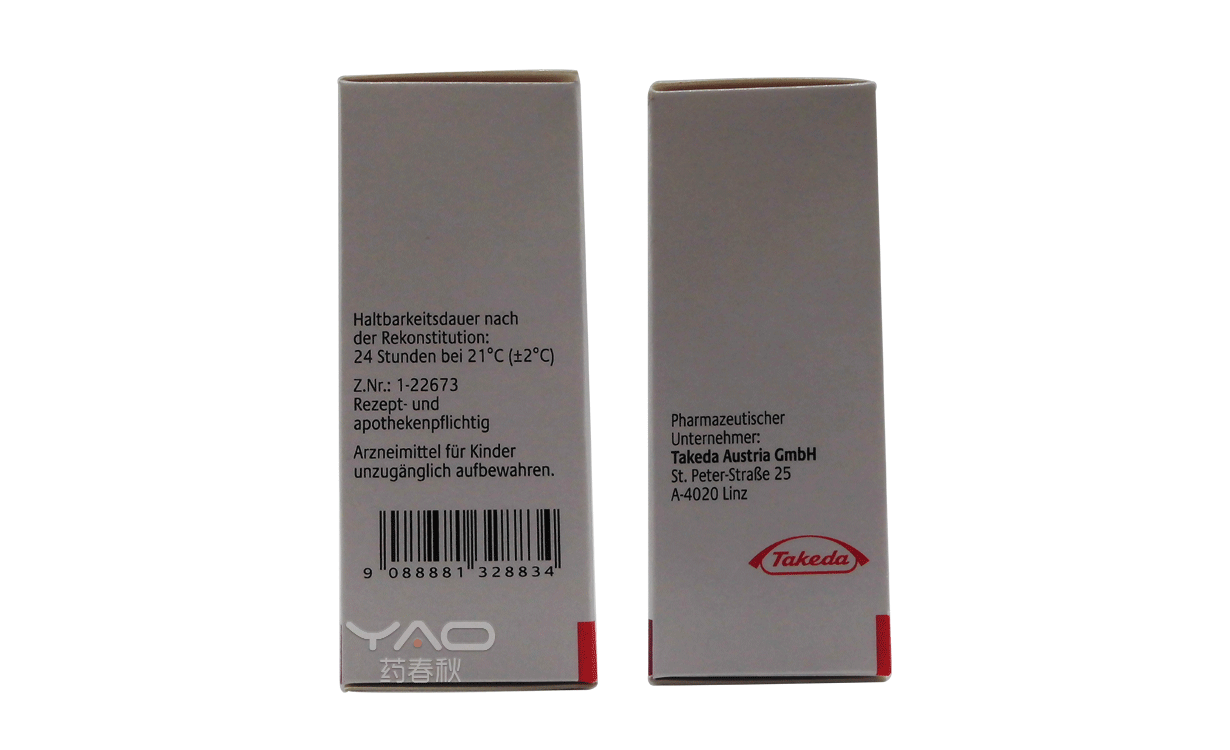 Haltbarkeitsdauer nach
der Rekonstitution:
24 Stunden bei 21°C (±2°C)
Z.Nr.: 1-22673
Rezept- und
apothekenpflichtig
Arzneimittel für Kinder
unzugänglich aufbewahren.
9 088881 328834
YAO
药春秋
Pharmazeutischer
Unternehmer:
Takeda Austria GmbH
St. Peter-Straße 25
A-4020 Linz
Takeda